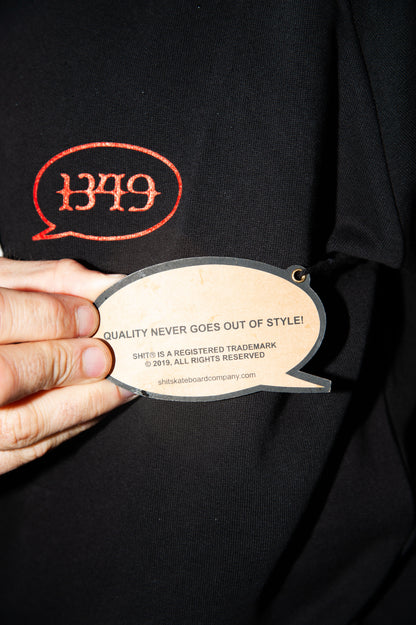 1349
QUALITY NEVER GOES OUT OF STYLE!
SHIT® IS A REGISTERED TRADEMARK
© 2019, ALL RIGHTS RESERVED
shitskateboardcompany.com